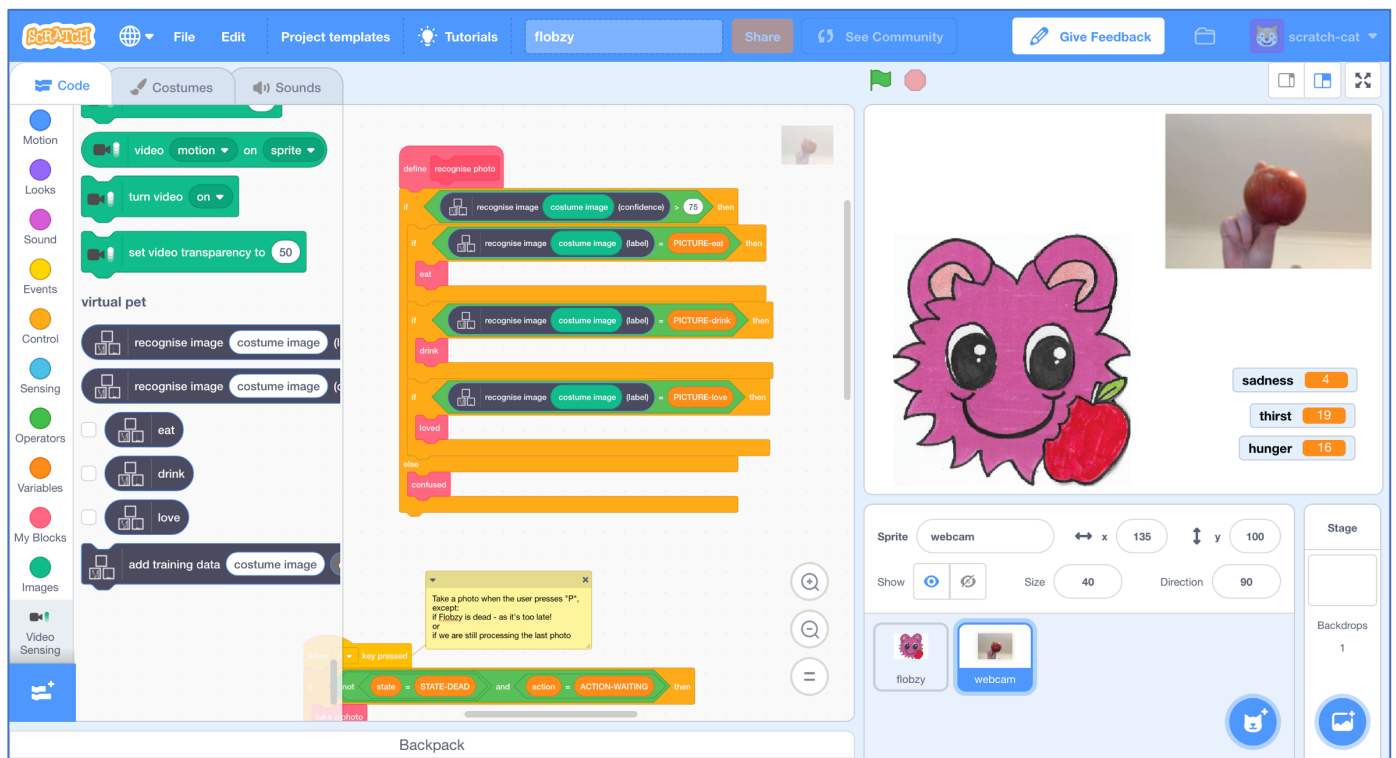 SCRATCH
File Edit Project templates Tutorials flobzy Share See Community Give Feedback scratch-cat
Code Costumes Sounds
Motion
Looks
Sound
Events
Control
Sensing
Operators
Variables
My Blocks
Images
Video
Sensing
video motion on sprite
turn video on
set video transparency to 50
virtual pet
recognise image costume image
recognise image costume image
eat
drink
love
add training data costume image
define recognise photo
if recognise image costume image (confidence) > 75 then
if recognise image costume image (label) = PICTURE-eat then
eat
if recognise image costume image (label) = PICTURE-drink then
drink
if recognise image costume image (label) = PICTURE-love then
loved
else
confused
Take a photo when the user presses "P",
except:
if Flobzy is dead - as it's too late!
or
if we are still processing the last photo
key pressed
not state = STATE-DEAD and action = ACTION-WAITING then
take a photo
Backpack
sadness 4
thirst 19
hunger 16
Sprite webcam x 135 y 100
Show Size 40 Direction 90
flobzy
webcam
Stage
Backdrops
1